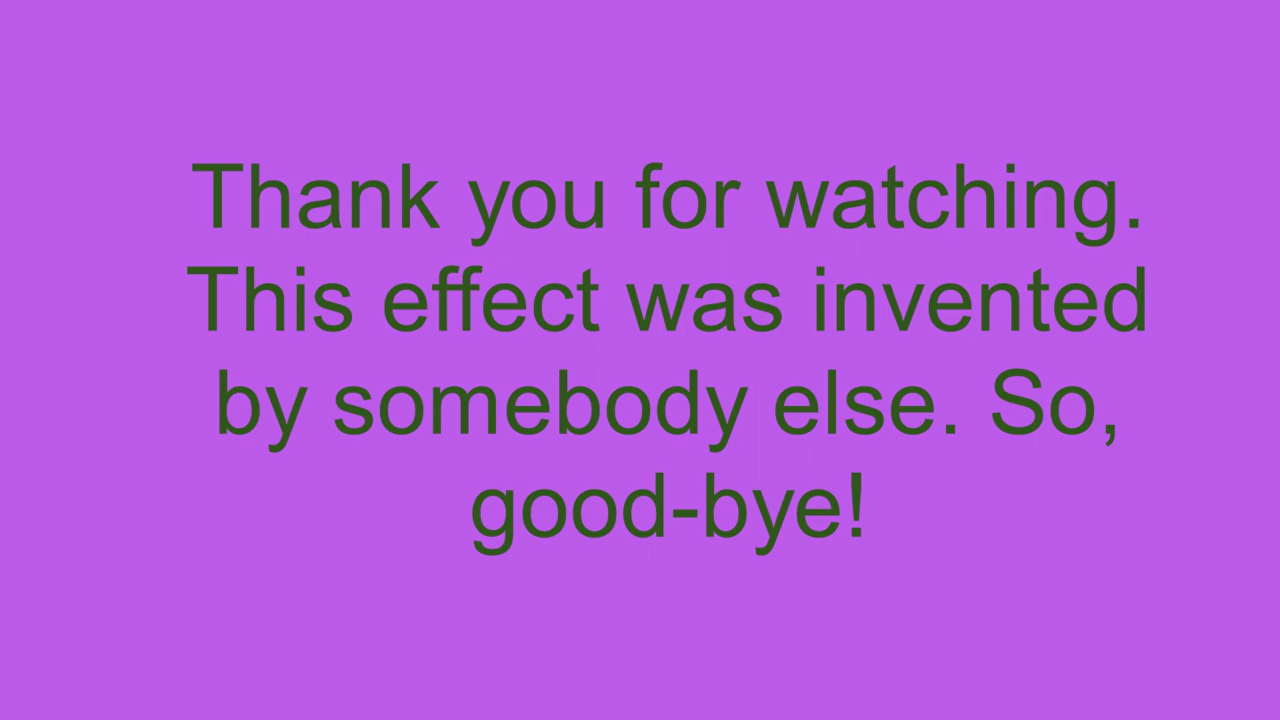 Thank you for watching.
This effect was invented
by somebody else. So,
good-bye!